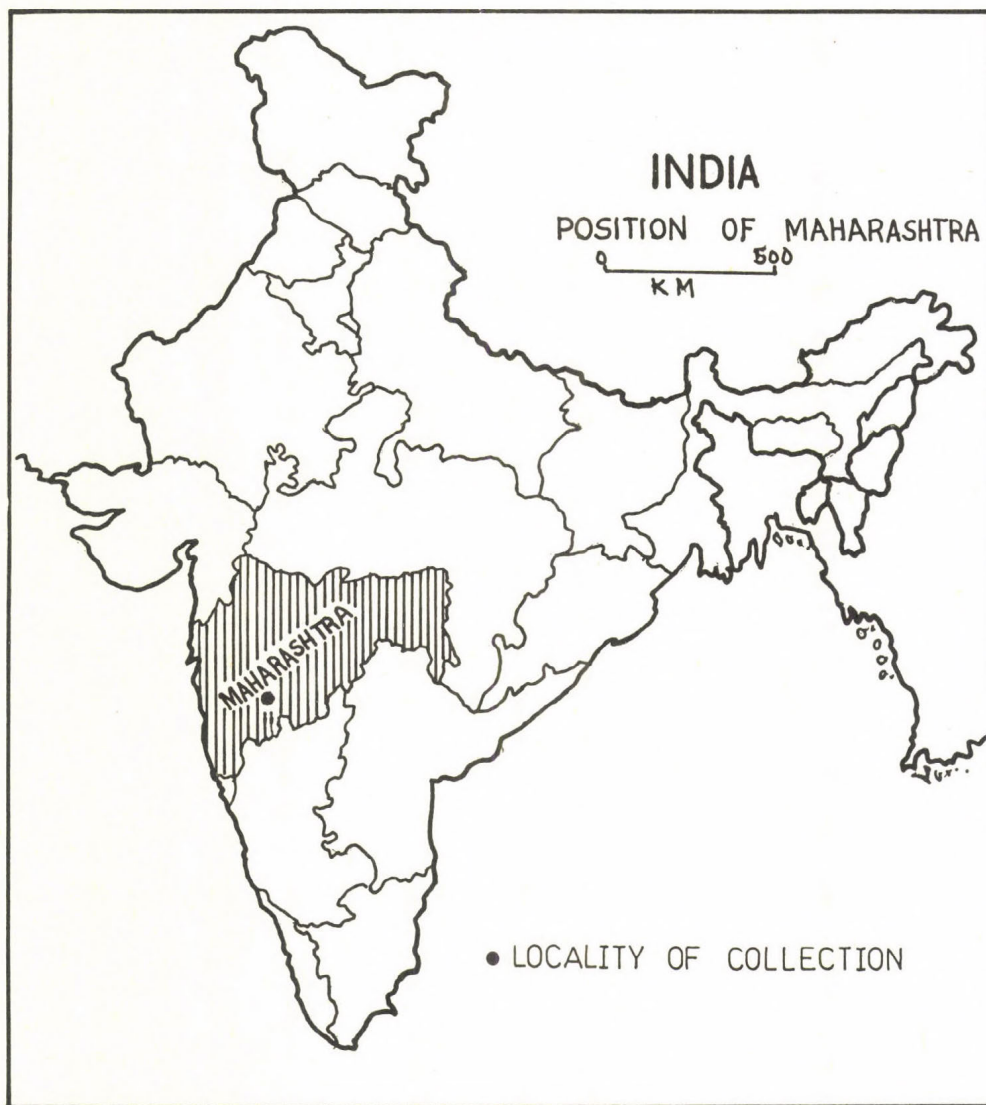 INDIA
POSITION OF MAHARASHTRA
0 500
KM
MAHARASHTRA
• LOCALITY OF COLLECTION